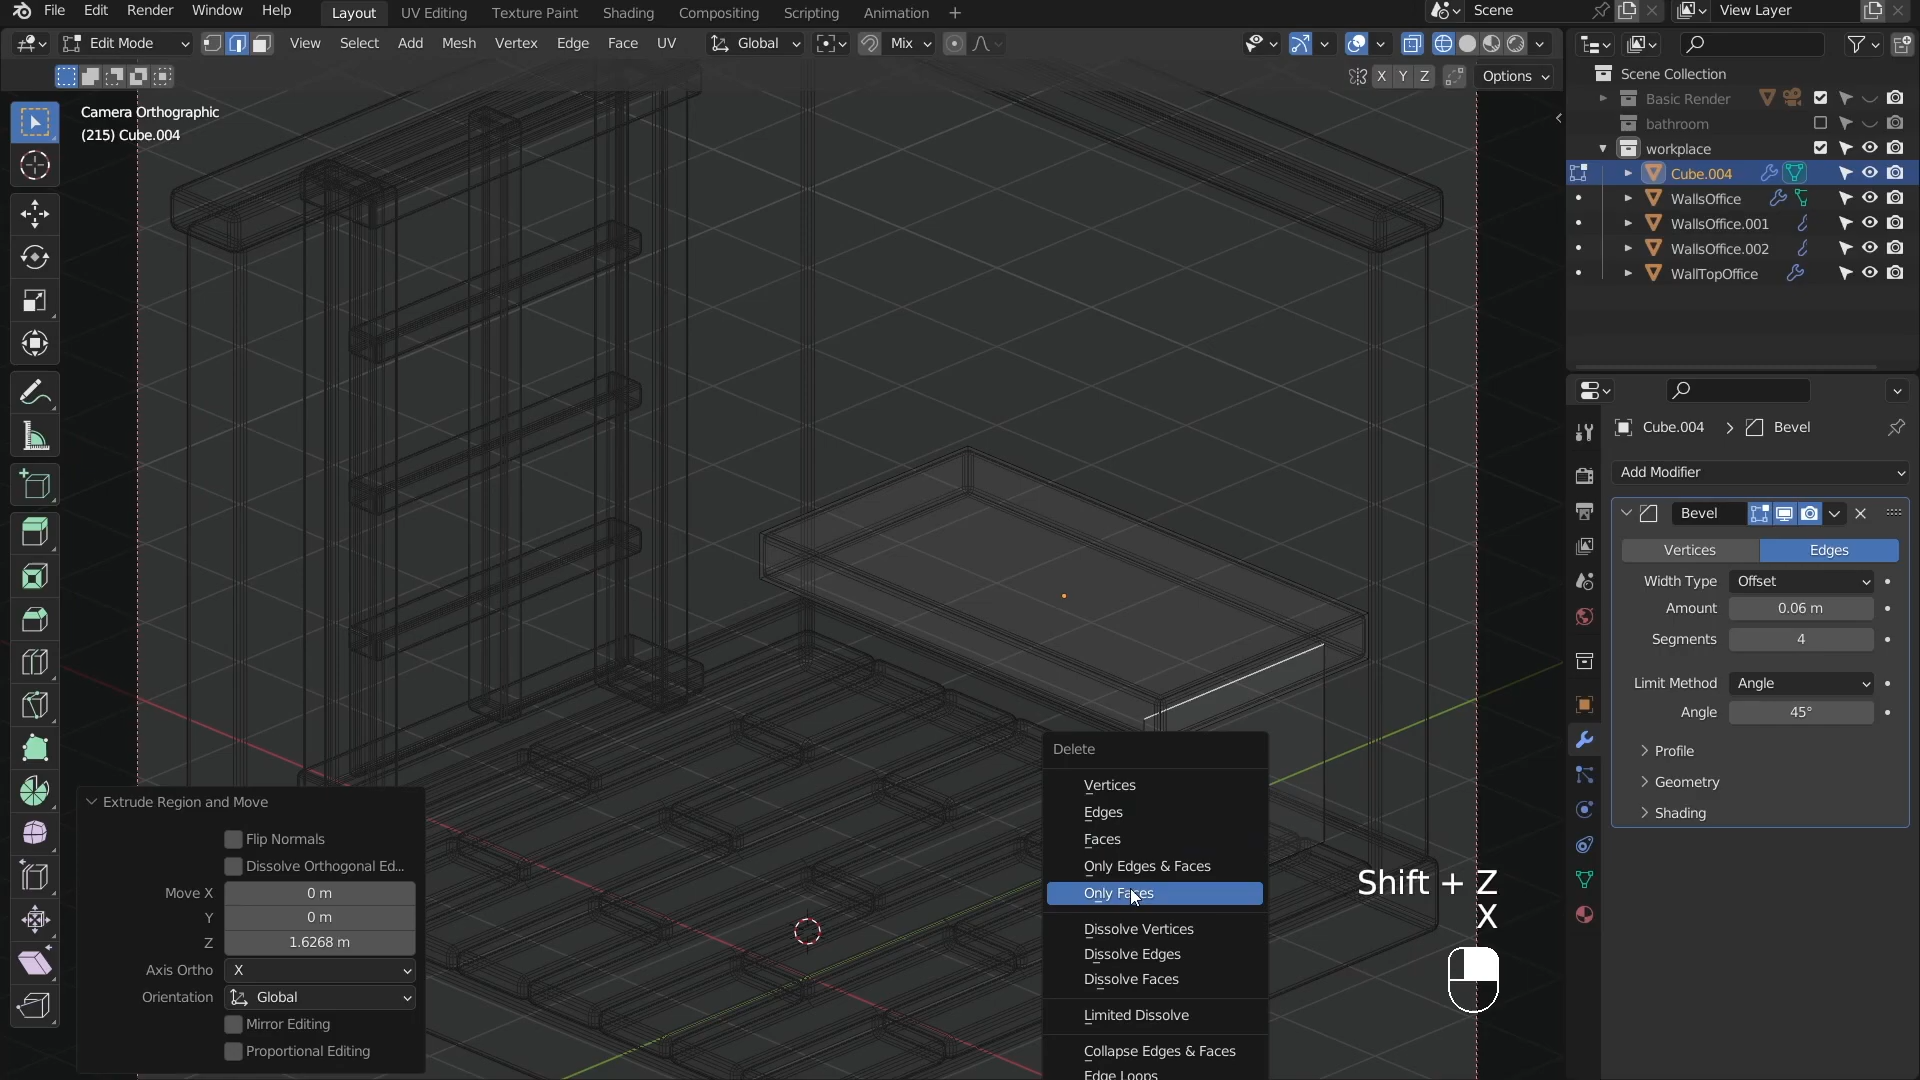 File Edit Render Window Help Layout UV Editing Texture Paint Shading Compositing Scripting Animation + Scene View Layer
Edit Mode View Select Add Mesh Vertex Edge Face UV Global Mix
X Y Z Options
Camera Orthographic
(215) Cube.004
Scene Collection
Basic Render
bathroom
workplace
Cube.004
WallsOffice
WallsOffice.001
WallsOffice.002
WallTopOffice
Cube.004 > Bevel
Add Modifier
Bevel
Vertices Edges
Width Type Offset
Amount 0.06 m
Segments 4
Limit Method Angle
Angle 45°
Profile
Geometry
Shading
Delete
Vertices
Edges
Faces
Only Edges & Faces
Only Faces
Dissolve Vertices
Dissolve Edges
Dissolve Faces
Limited Dissolve
Collapse Edges & Faces
Edge Loops
Shift + Z
X
Extrude Region and Move
Flip Normals
Dissolve Orthogonal Ed...
Move X 0 m
Y 0 m
Z 1.6268 m
Axis Ortho X
Orientation Global
Mirror Editing
Proportional Editing